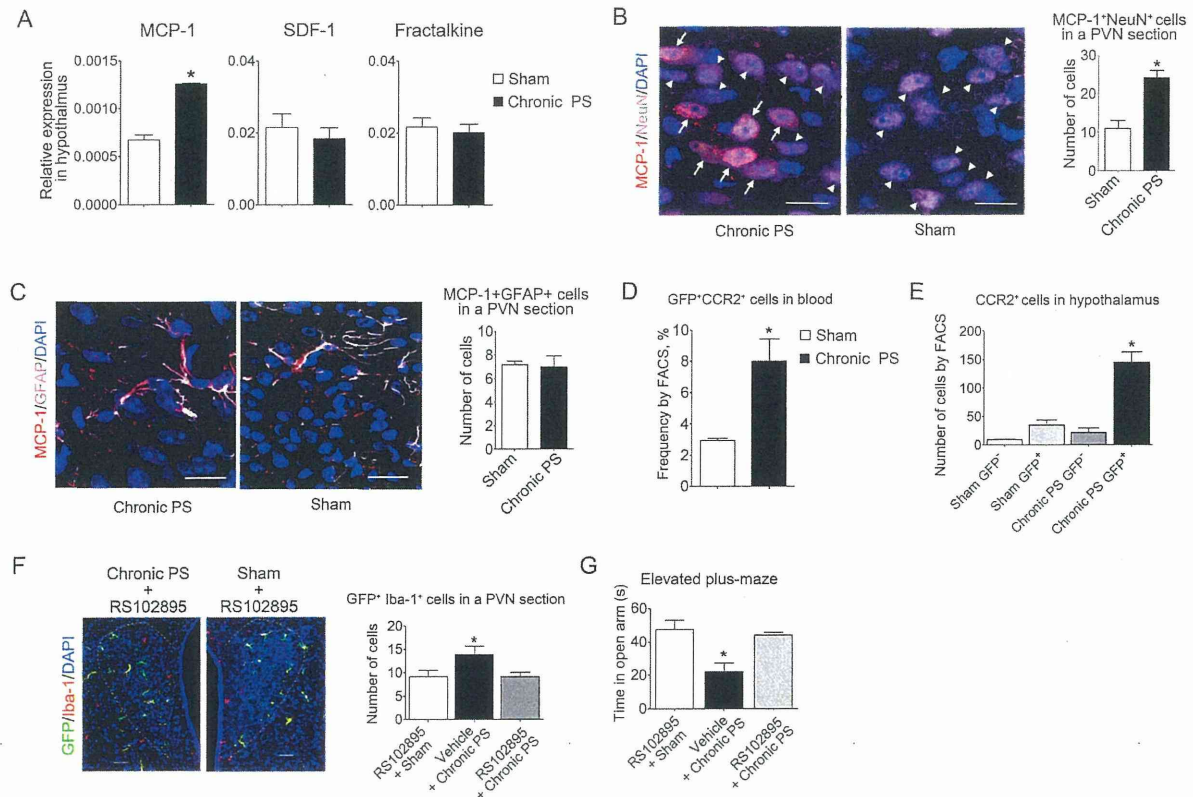 A
MCP-1
SDF-1
Fractalkine
Relative expression
in hypothalmus
0.0015
0.0010
0.0005
0.0000
0.04
0.02
0.00
0.04
0.02
0.00
*
Sham
Chronic PS
B
MCP-1/NeuN/DAPI
Chronic PS
Sham
MCP-1⁺NeuN⁺ cells
in a PVN section
Number of cells
30
20
10
0
*
Sham
Chronic PS
C
MCP-1/GFAP/DAPI
Chronic PS
Sham
MCP-1+GFAP+ cells
in a PVN section
Number of cells
10
8
6
4
2
0
Sham
Chronic PS
D
GFP⁺CCR2⁺ cells in blood
Frequency by FACS, %
10
8
6
4
2
0
*
Sham
Chronic PS
E
CCR2⁺ cells in hypothalamus
Number of cells by FACS
200
150
100
50
0
*
Sham GFP⁻
Sham GFP⁺
Chronic PS GFP⁻
Chronic PS GFP⁺
F
Chronic PS
+
RS102895
Sham
+
RS102895
GFP/Iba-1/DAPI
GFP⁺ Iba-1⁺ cells in a PVN section
Number of cells
20
15
10
5
0
*
RS102895
+ Sham
Vehicle
+ Chronic PS
RS102895
+ Chronic PS
G
Elevated plus-maze
Time in open arm (s)
60
40
20
0
*
RS102895
+ Sham
Vehicle
+ Chronic PS
RS102895
+ Chronic PS